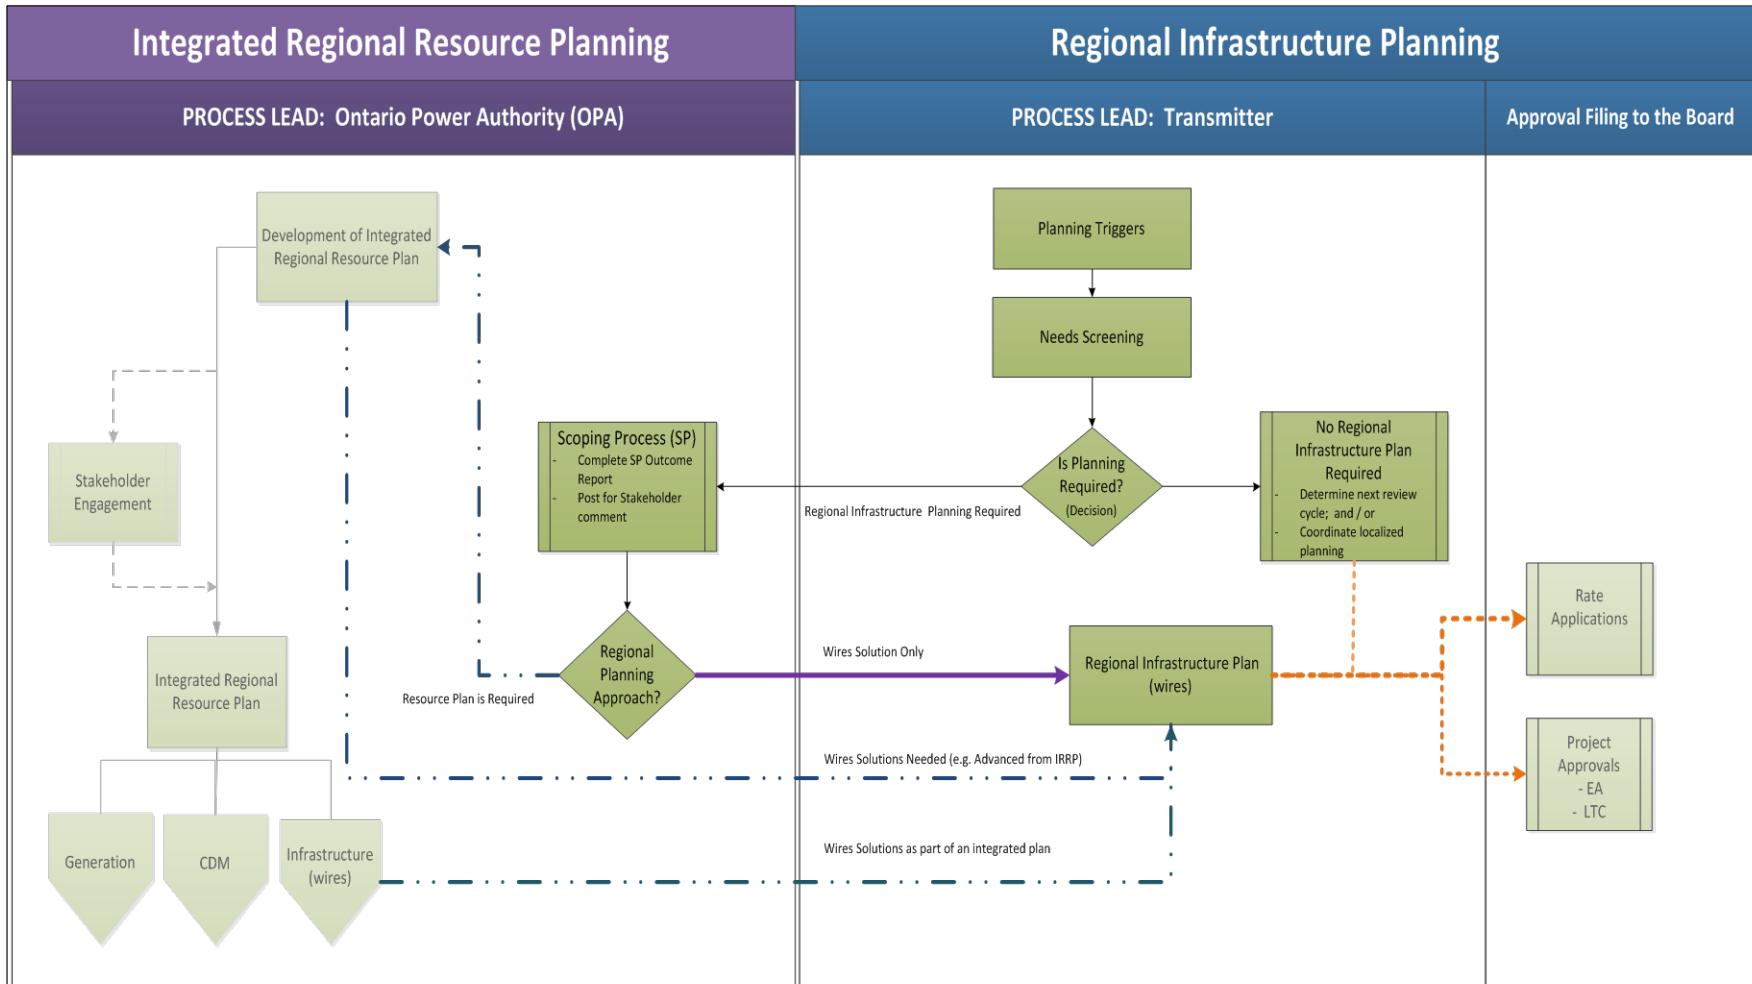 Integrated Regional Resource Planning
Regional Infrastructure Planning
PROCESS LEAD: Ontario Power Authority (OPA)
PROCESS LEAD: Transmitter
Approval Filing to the Board
Development of Integrated
Regional Resource Plan
Planning Triggers
Needs Screening
Stakeholder
Engagement
Scoping Process (SP)
- Complete SP Outcome
Report
- Post for Stakeholder
comment
Is Planning
Required?
(Decision)
Regional Infrastructure Planning Required
No Regional
Infrastructure Plan
Required
- Determine next review
cycle; and / or
- Coordinate localized
planning
Rate
Applications
Integrated Regional
Resource Plan
Regional
Planning
Approach?
Resource Plan is Required
Wires Solution Only
Regional Infrastructure Plan
(wires)
Wires Solutions Needed (e.g. Advanced from IRRP)
Project
Approvals
- EA
- LTC
Generation
CDM
Infrastructure
(wires)
Wires Solutions as part of an integrated plan